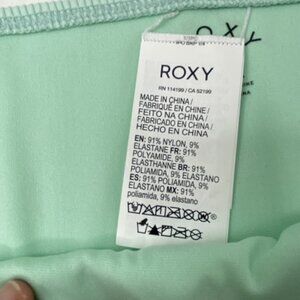 ROXY
ROXY
RN 114199 / CA 52199
MADE IN CHINA /
FABRIQUÉ EN CHINE /
FEITO NA CHINA /
FABRICADO EN CHINA /
HECHO EN CHINA
EN: 91% NYLON, 9%
ELASTANE FR: 91%
POLYAMIDE, 9%
ELASTHANNE BR: 91%
POLIAMIDA, 9% ELASTANO
ES: 91% POLIAMIDA, 9%
ELASTANO MX: 91%
poliamida, 9% elastano